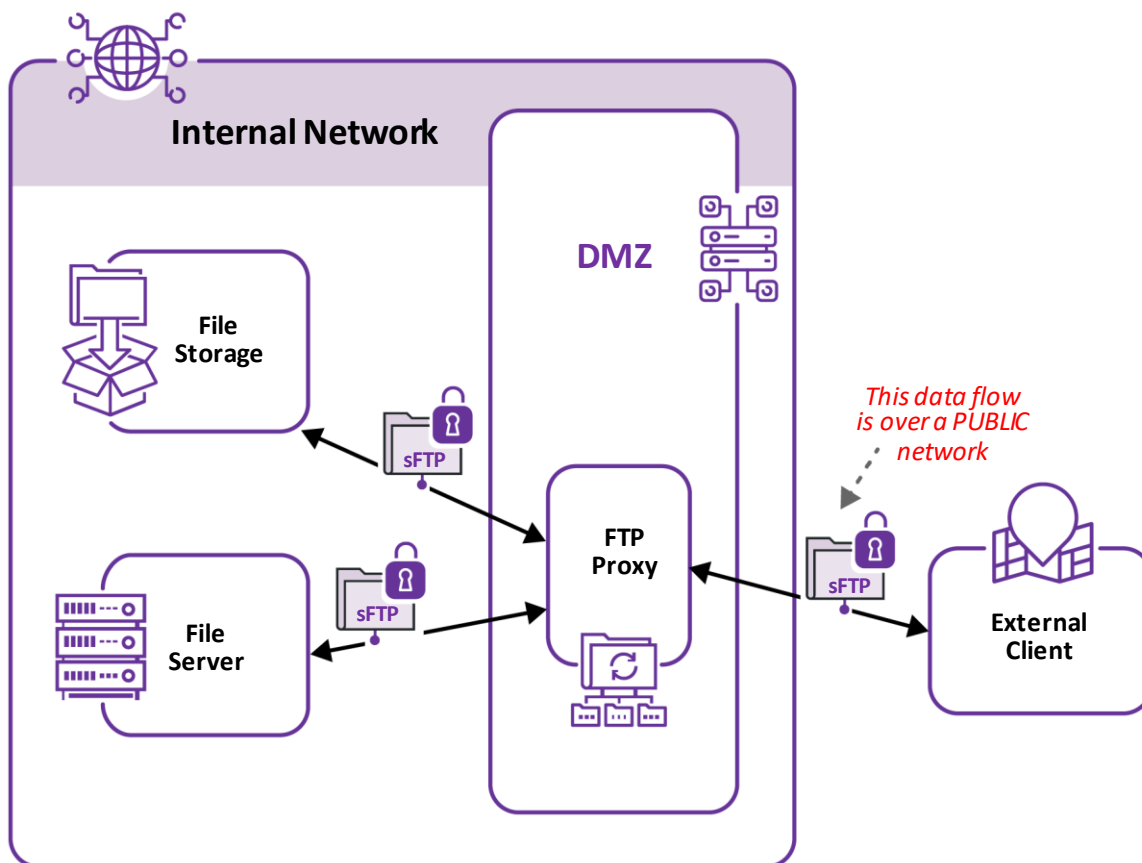 Internal Network
DMZ
File
Storage
sFTP
This data flow
is over a PUBLIC
network
FTP
Proxy
sFTP
sFTP
File
Server
External
Client